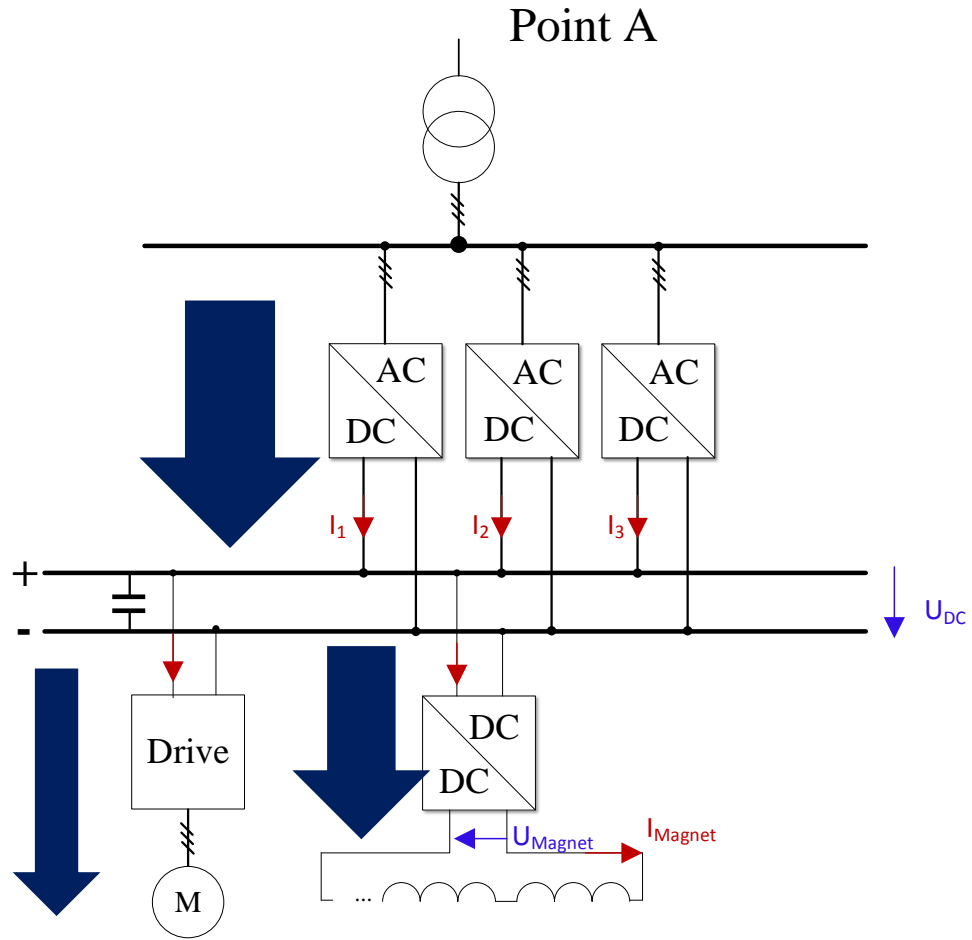 Point A
AC
DC
AC
DC
AC
DC
I1
I2
I3
+
-
UDC
Drive
DC
DC
UMagnet
IMagnet
...
M